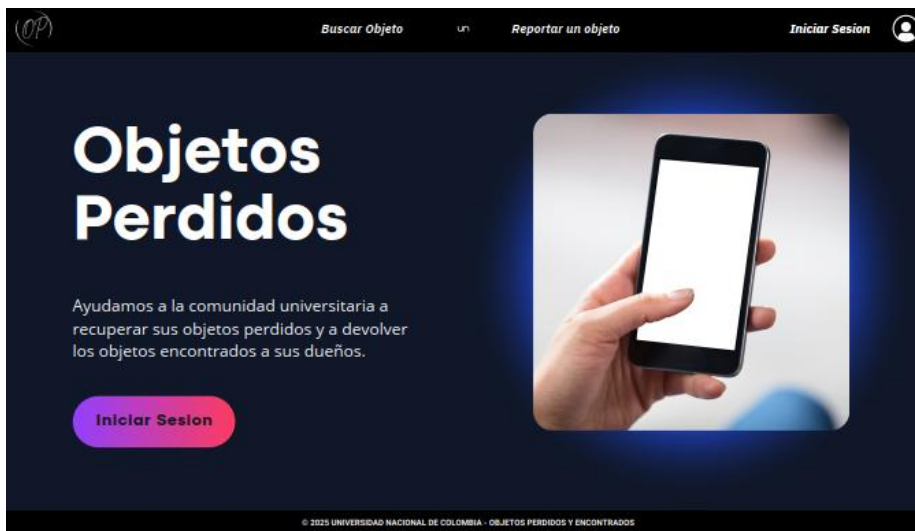 OP
Buscar Objeto un Reportar un objeto Iniciar Sesion
Objetos
Perdidos
Ayudamos a la comunidad universitaria a
recuperar sus objetos perdidos y a devolver
los objetos encontrados a sus dueños.
Iniciar Sesion
© 2025 UNIVERSIDAD NACIONAL DE COLOMBIA - OBJETOS PERDIDOS Y ENCONTRADOS